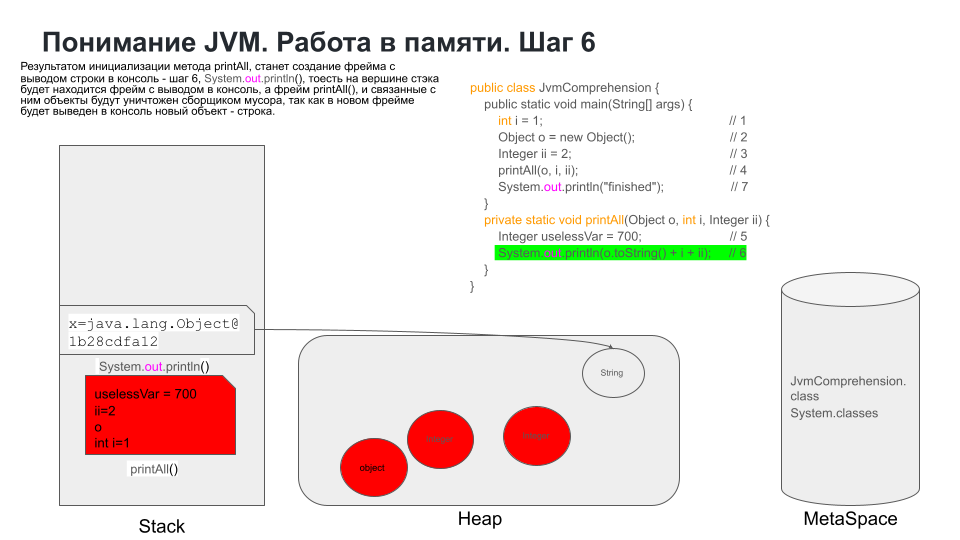 Понимание JVM. Работа в памяти. Шаг 6
Результатом инициализации метода printAll, станет создание фрейма с
выводом строки в консоль - шаг 6, System.out.println(), тоесть на вершине стэка
будет находится фрейм с выводом в консоль, а фрейм printAll(), и связанные с
ним объекты будут уничтожен сборщиком мусора, так как в новом фрейме
будет выведен в консоль новый объект - строка.
public class JvmComprehension {
public static void main(String[] args) {
int i = 1; // 1
Object o = new Object(); // 2
Integer ii = 2; // 3
printAll(o, i, ii); // 4
System.out.println("finished"); // 7
}
private static void printAll(Object o, int i, Integer ii) {
Integer uselessVar = 700; // 5
System.out.println(o.toString() + i + ii); // 6
}
}
x=java.lang.Object@
1b28cdfa12
System.out.println()
uselessVar = 700
ii=2
o
int i=1
printAll()
Stack
String
Integer
Integer
object
Heap
JvmComprehension.
class
System.classes
MetaSpace